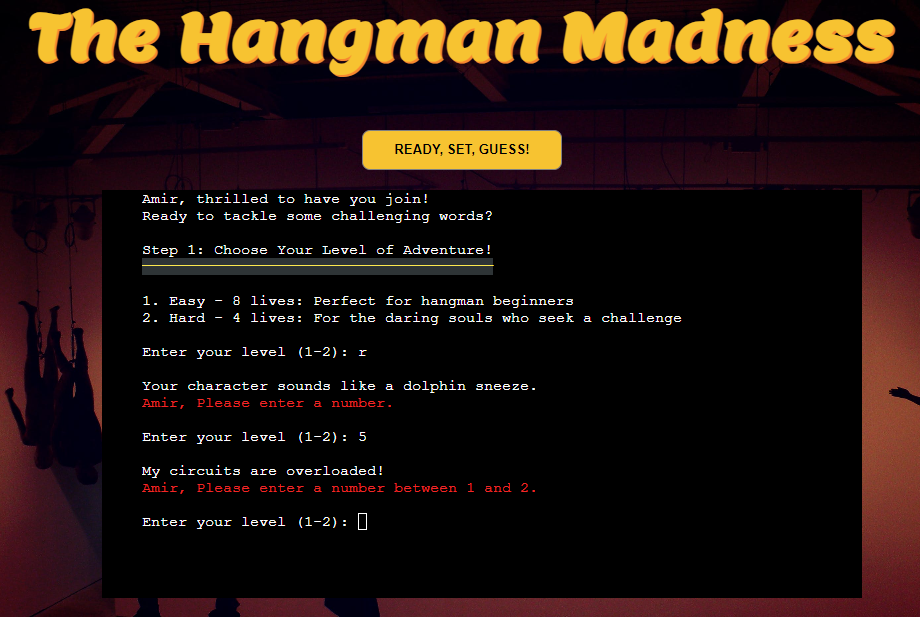 The Hangman Madness
READY, SET, GUESS!
Amir, thrilled to have you join!
Ready to tackle some challenging words?
Step 1: Choose Your Level of Adventure!
1. Easy - 8 lives: Perfect for hangman beginners
2. Hard - 4 lives: For the daring souls who seek a challenge
Enter your level (1-2): r
Your character sounds like a dolphin sneeze.
Amir, Please enter a number.
Enter your level (1-2): 5
My circuits are overloaded!
Amir, Please enter a number between 1 and 2.
Enter your level (1-2):